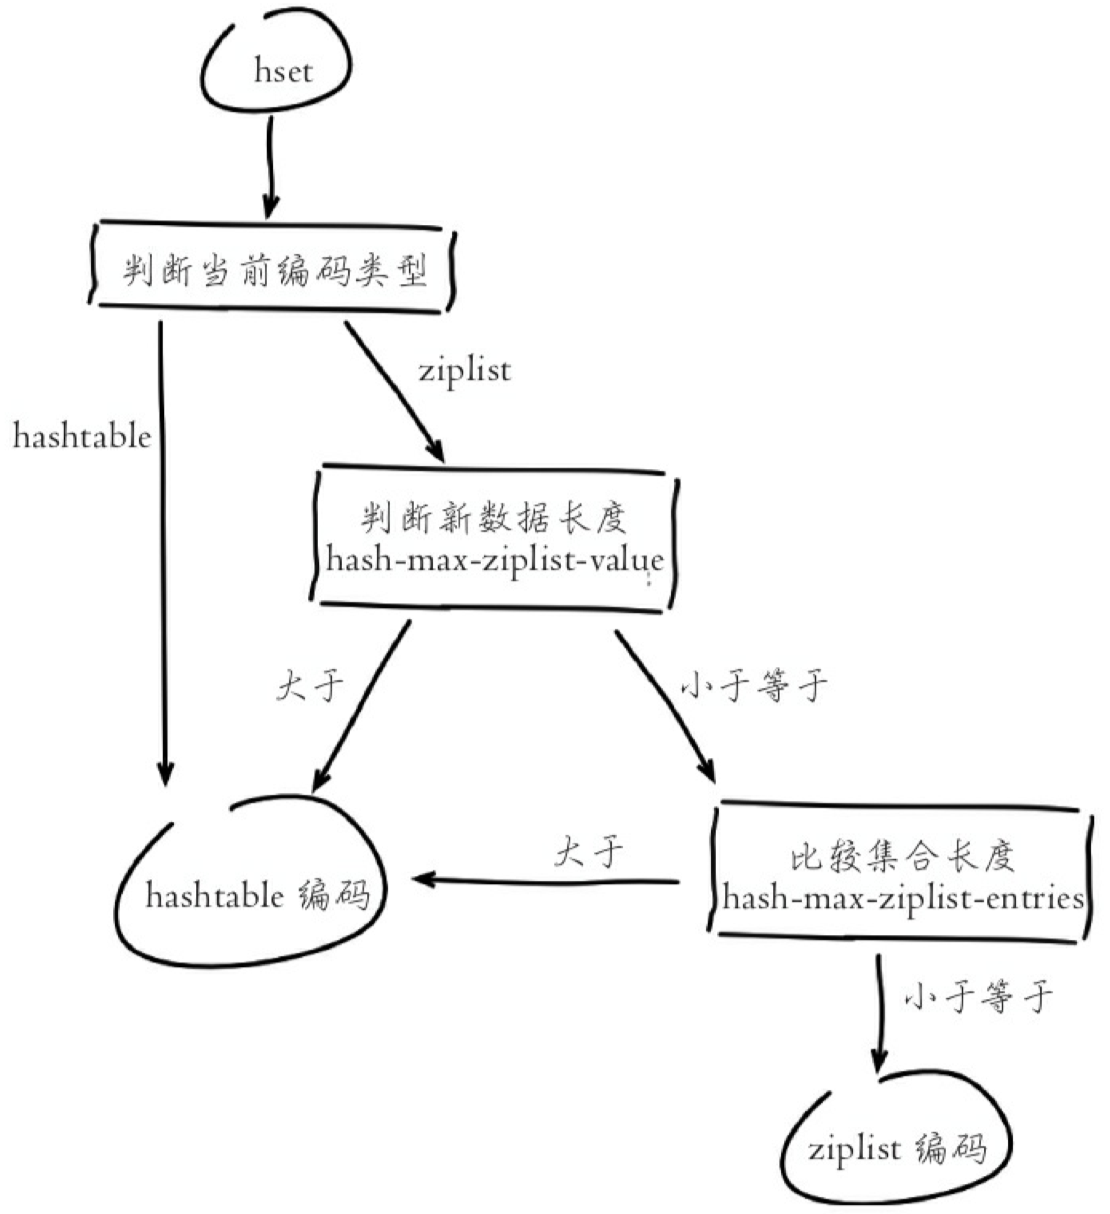 hset
判断当前编码类型
ziplist
hashtable
判断新数据长度
hash-max-ziplist-value
大于
小于等于
大于
比较集合长度
hashtable 编码
hash-max-ziplist-entries
小于等于
ziplist 编码